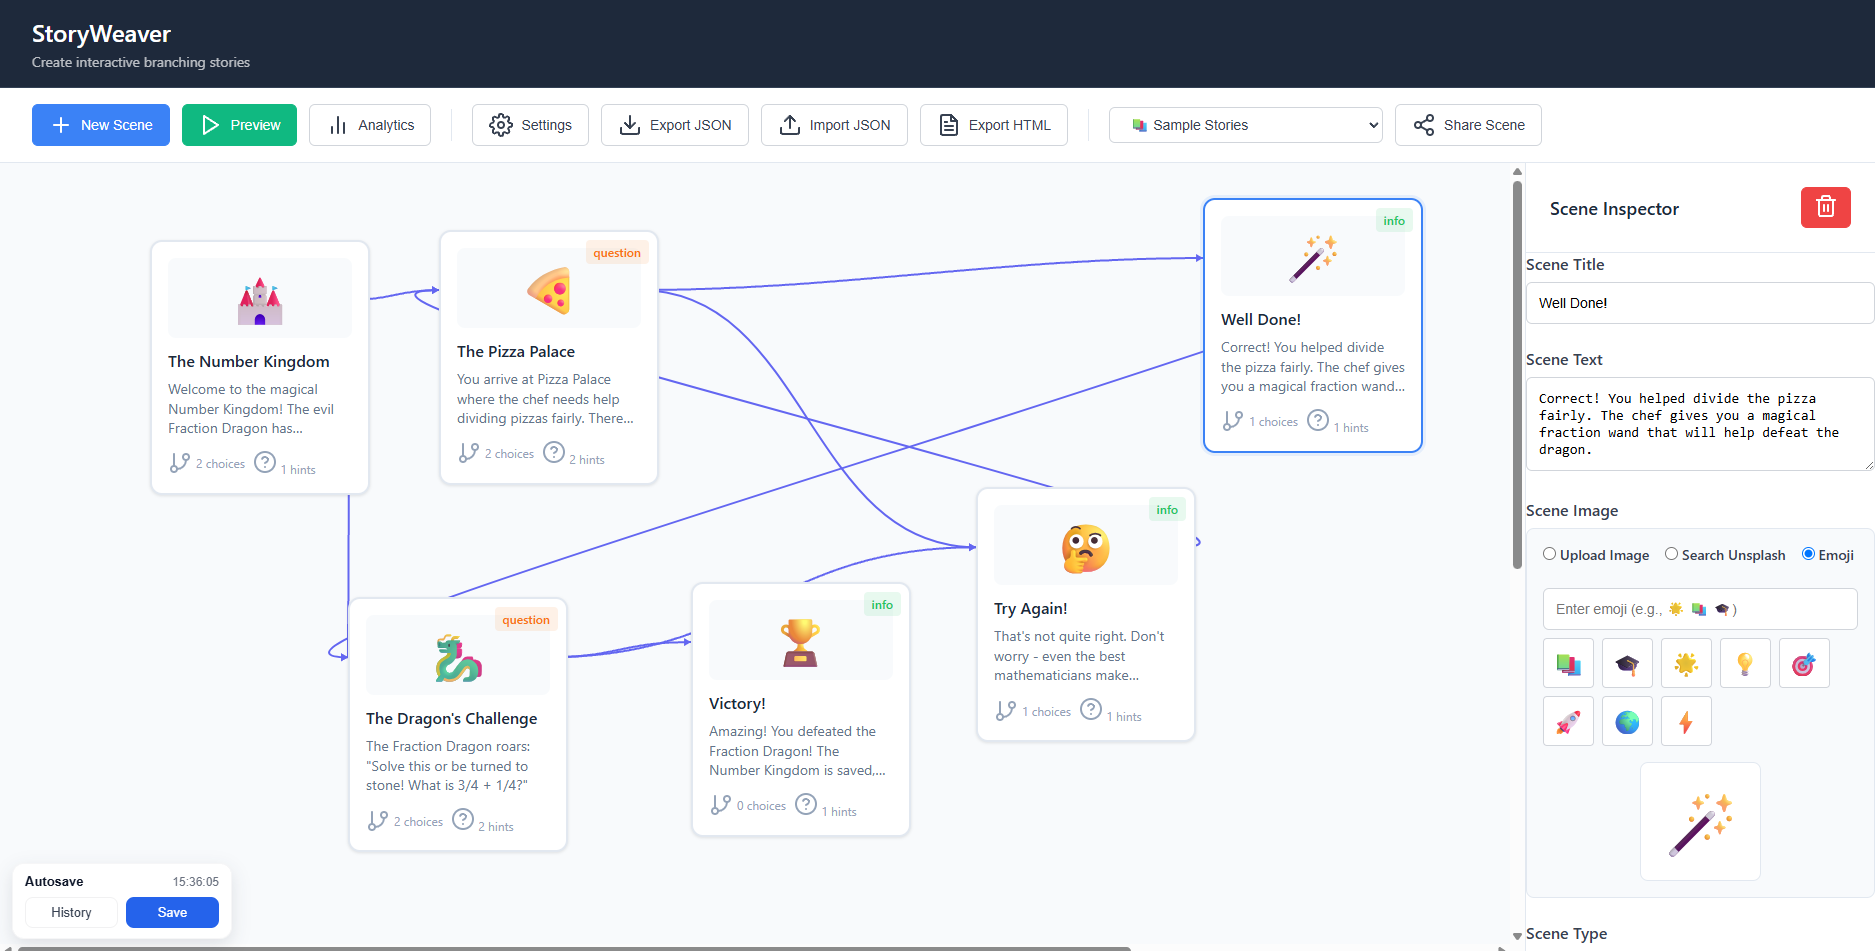 StoryWeaver
Create interactive branching stories
New Scene
Preview
Analytics
Settings
Export JSON
Import JSON
Export HTML
Sample Stories
Share Scene
The Number Kingdom
Welcome to the magical
Number Kingdom! The evil
Fraction Dragon has...
2 choices
1 hints
question
The Pizza Palace
You arrive at Pizza Palace
where the chef needs help
dividing pizzas fairly. There...
2 choices
2 hints
info
Well Done!
Correct! You helped divide
the pizza fairly. The chef gives
you a magical fraction wand...
1 choices
1 hints
question
The Dragon's Challenge
The Fraction Dragon roars:
"Solve this or be turned to
stone! What is 3/4 + 1/4?"
2 choices
2 hints
info
Victory!
Amazing! You defeated the
Fraction Dragon! The
Number Kingdom is saved,...
0 choices
1 hints
info
Try Again!
That's not quite right. Don't
worry - even the best
mathematicians make...
1 choices
1 hints
Autosave
15:36:05
History
Save
Scene Inspector
Scene Title
Well Done!
Scene Text
Correct! You helped divide the pizza
fairly. The chef gives you a magical
fraction wand that will help defeat the
dragon.
Scene Image
Upload Image
Search Unsplash
Emoji
Enter emoji (e.g., 🌟 📚 🎓 )
Scene Type